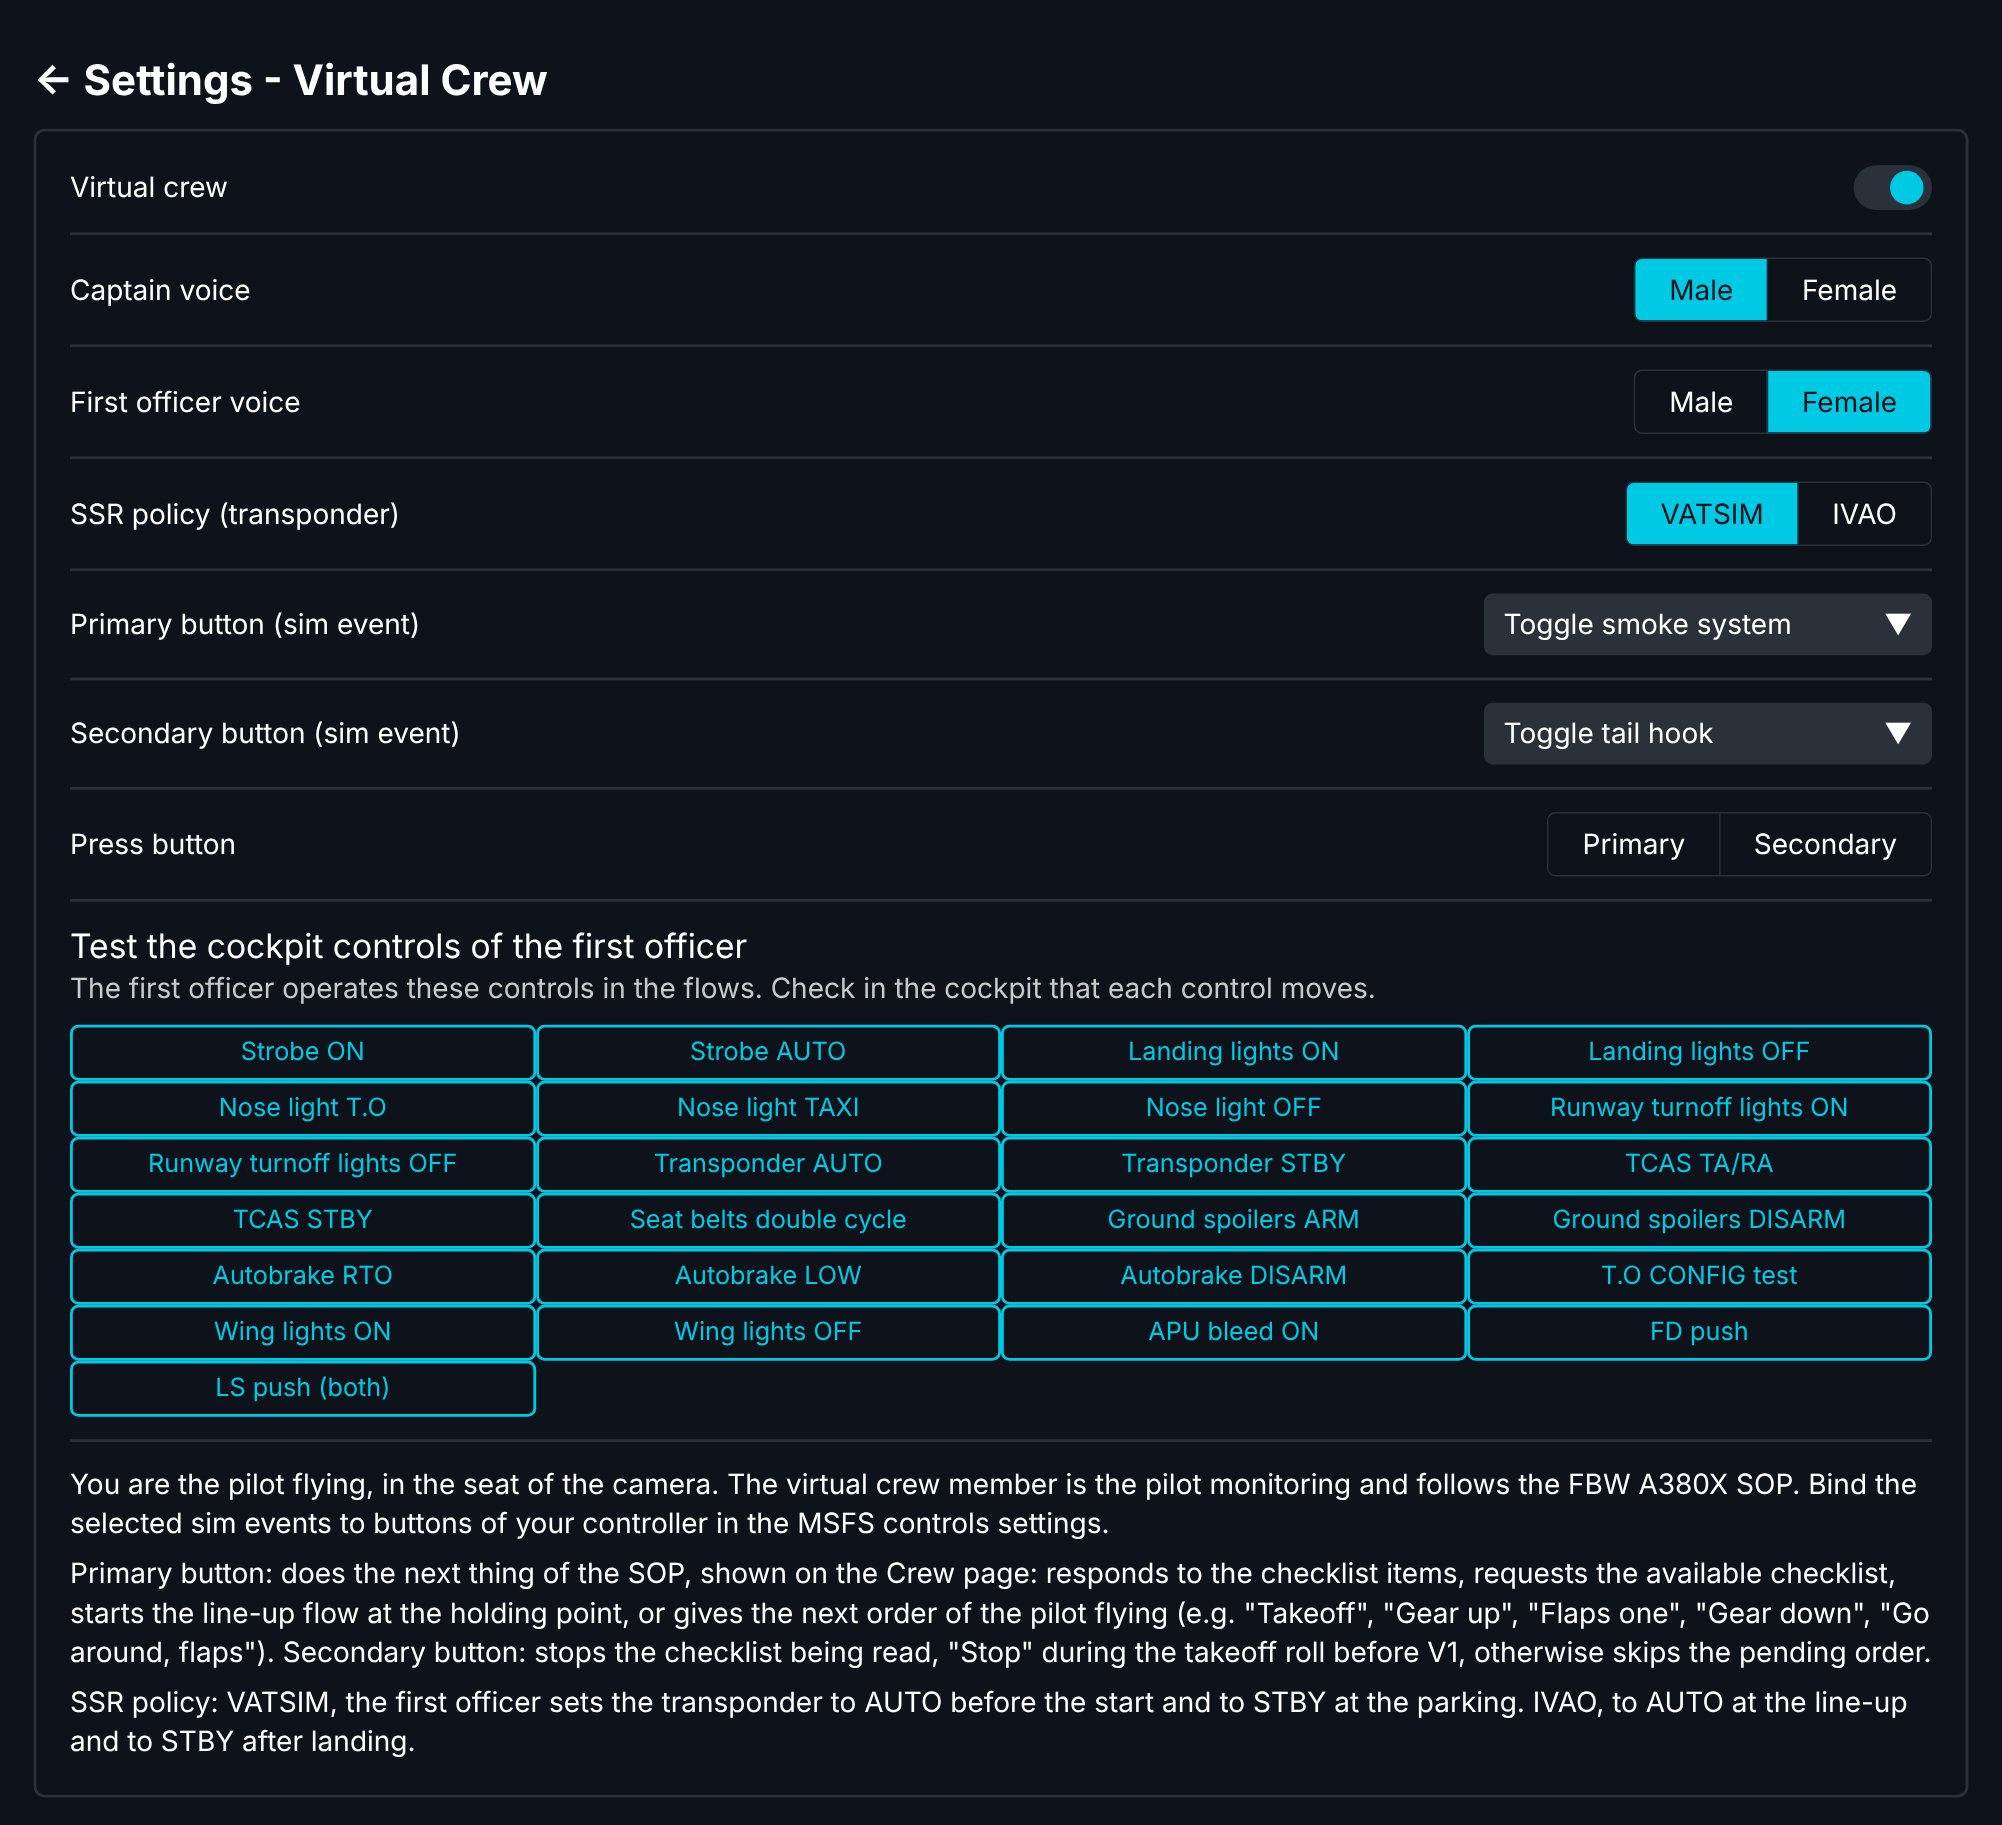 ← Settings - Virtual Crew
Virtual crew
Captain voice
Male
Female
First officer voice
Male
Female
SSR policy (transponder)
VATSIM
IVAO
Primary button (sim event)
Toggle smoke system
Secondary button (sim event)
Toggle tail hook
Press button
Primary
Secondary
Test the cockpit controls of the first officer
The first officer operates these controls in the flows. Check in the cockpit that each control moves.
Strobe ON
Strobe AUTO
Landing lights ON
Landing lights OFF
Nose light T.O
Nose light TAXI
Nose light OFF
Runway turnoff lights ON
Runway turnoff lights OFF
Transponder AUTO
Transponder STBY
TCAS TA/RA
TCAS STBY
Seat belts double cycle
Ground spoilers ARM
Ground spoilers DISARM
Autobrake RTO
Autobrake LOW
Autobrake DISARM
T.O CONFIG test
Wing lights ON
Wing lights OFF
APU bleed ON
FD push
LS push (both)
You are the pilot flying, in the seat of the camera. The virtual crew member is the pilot monitoring and follows the FBW A380X SOP. Bind the
selected sim events to buttons of your controller in the MSFS controls settings.
Primary button: does the next thing of the SOP, shown on the Crew page: responds to the checklist items, requests the available checklist,
starts the line-up flow at the holding point, or gives the next order of the pilot flying (e.g. "Takeoff", "Gear up", "Flaps one", "Gear down", "Go
around, flaps"). Secondary button: stops the checklist being read, "Stop" during the takeoff roll before V1, otherwise skips the pending order.
SSR policy: VATSIM, the first officer sets the transponder to AUTO before the start and to STBY at the parking. IVAO, to AUTO at the line-up
and to STBY after landing.